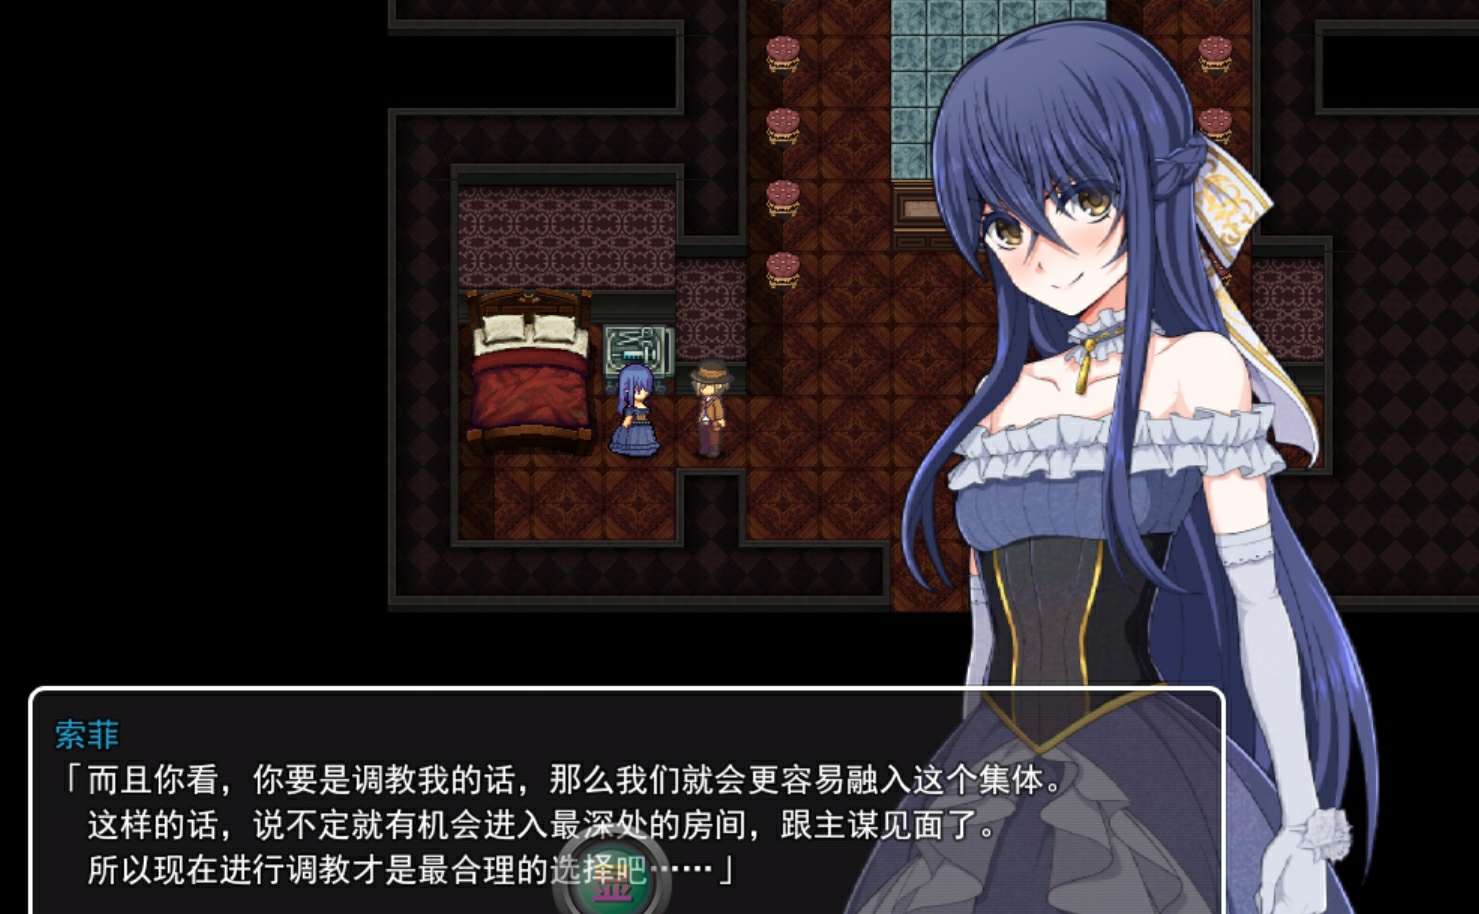 索菲
「而且你看，你要是调教我的话，那么我们就会更容易融入这个集体。
这样的话，说不定就有机会进入最深处的房间，跟主谋见面了。
所以现在进行调教才是最合理的选择吧……」